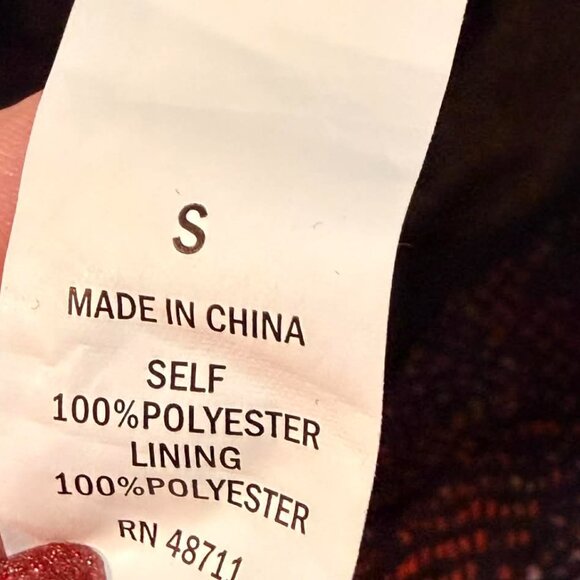 S
MADE IN CHINA
SELF
100%POLYESTER
LINING
100%POLYESTER
RN 48711